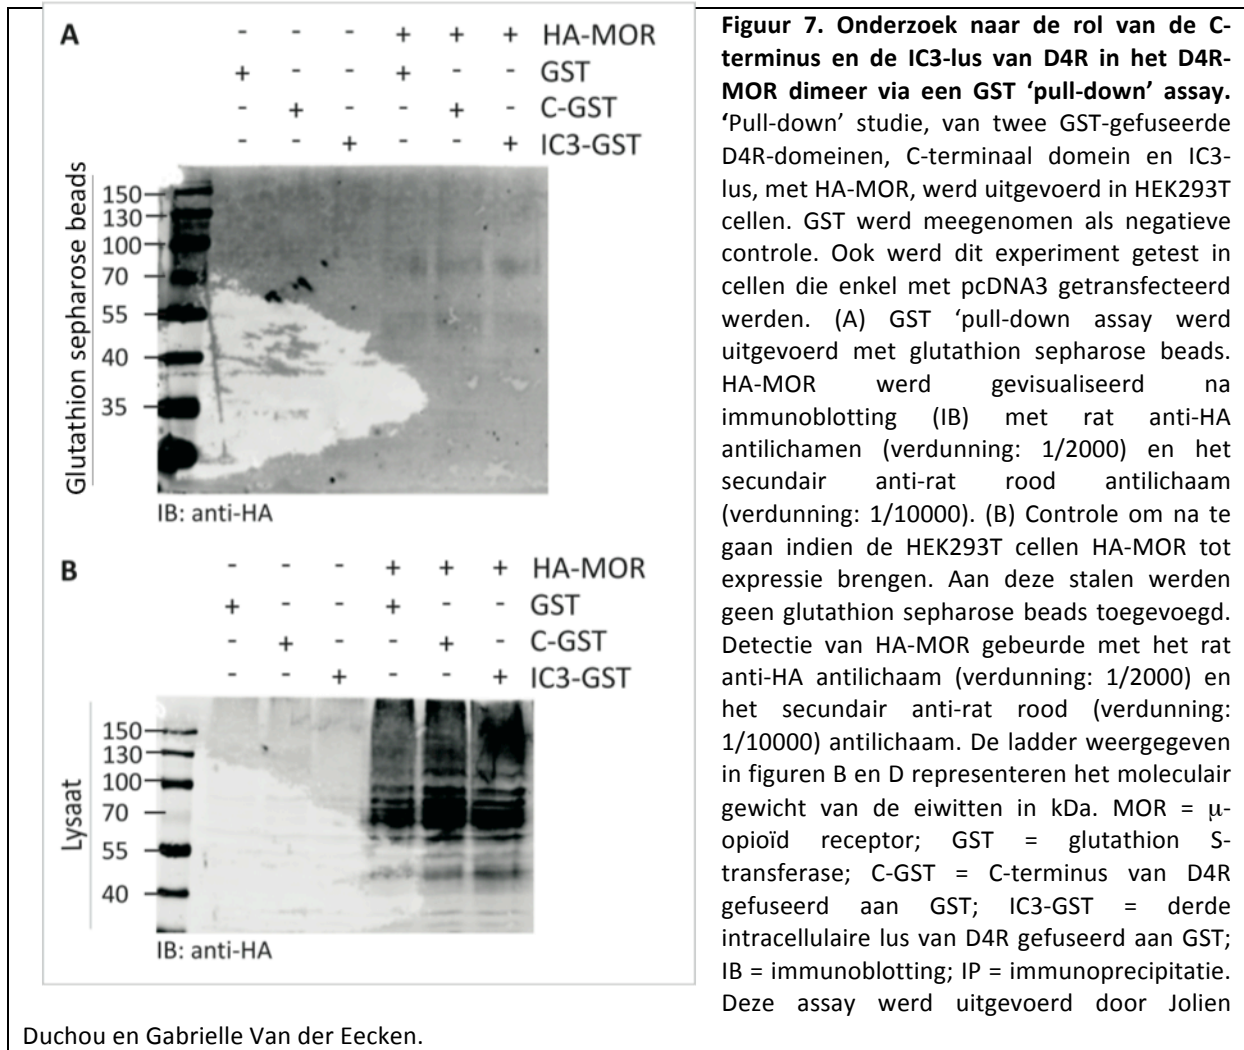 A
- - - + + + HA-MOR
+ - - + - - GST
- + - - + - C-GST
- - + - - + IC3-GST
Glutathion sepharose beads
150
130
100
70
55
40
35
IB: anti-HA
B
- - - + + + HA-MOR
+ - - + - - GST
- + - - + - C-GST
- - + - - + IC3-GST
Lysaat
150
130
100
70
55
40
IB: anti-HA
Figuur 7. Onderzoek naar de rol van de C-
terminus en de IC3-lus van D4R in het D4R-
MOR dimeer via een GST ‘pull-down’ assay.
‘Pull-down’ studie, van twee GST-gefuseerde
D4R-domeinen, C-terminaal domein en IC3-
lus, met HA-MOR, werd uitgevoerd in HEK293T
cellen. GST werd meegenomen als negatieve
controle. Ook werd dit experiment getest in
cellen die enkel met pcDNA3 getransfecteerd
werden. (A) GST ‘pull-down assay werd
uitgevoerd met glutathion sepharose beads.
HA-MOR werd gevisualiseerd na
immunoblotting (IB) met rat anti-HA
antilichamen (verdunning: 1/2000) en het
secundair anti-rat rood antilichaam
(verdunning: 1/10000). (B) Controle om na te
gaan indien de HEK293T cellen HA-MOR tot
expressie brengen. Aan deze stalen werden
geen glutathion sepharose beads toegevoegd.
Detectie van HA-MOR gebeurde met het rat
anti-HA antilichaam (verdunning: 1/2000) en
het secundair anti-rat rood (verdunning:
1/10000) antilichaam. De ladder weergegeven
in figuren B en D representeren het moleculair
gewicht van de eiwitten in kDa. MOR = μ-
opioïd receptor; GST = glutathion S-
transferase; C-GST = C-terminus van D4R
gefuseerd aan GST; IC3-GST = derde
intracellulaire lus van D4R gefuseerd aan GST;
IB = immunoblotting; IP = immunoprecipitatie.
Deze assay werd uitgevoerd door Jolien
Duchou en Gabrielle Van der Eecken.